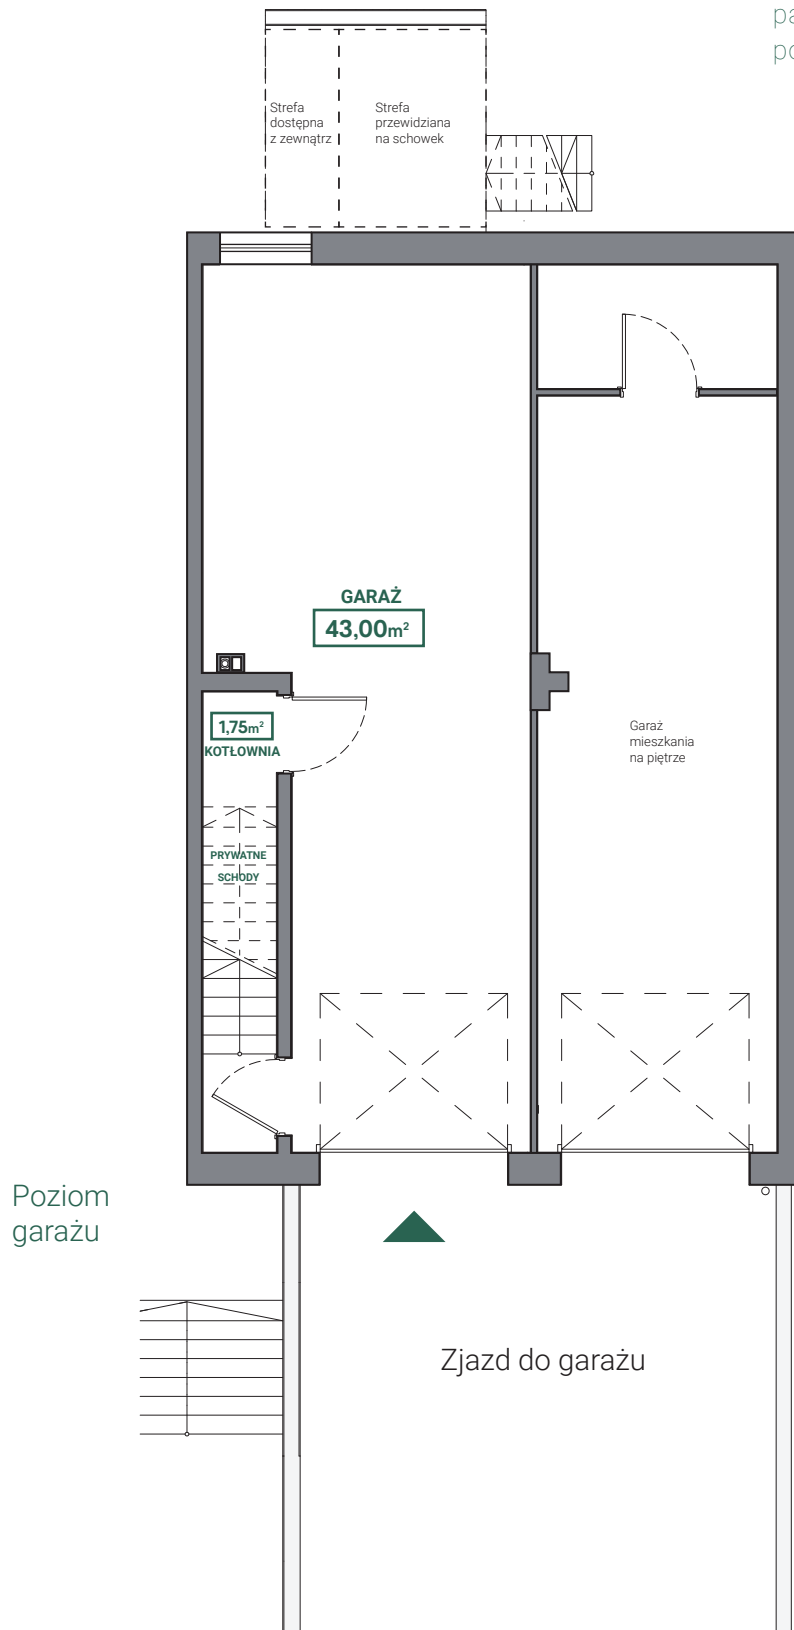 Strefa
dostępna
z zewnątrz
Strefa
przewidziana
na schowek
GARAŻ
43,00m²
1,75m²
KOTŁOWNIA
Garaż
mieszkania
na piętrze
PRYWATNE
SCHODY
Poziom
garażu
Zjazd do garażu